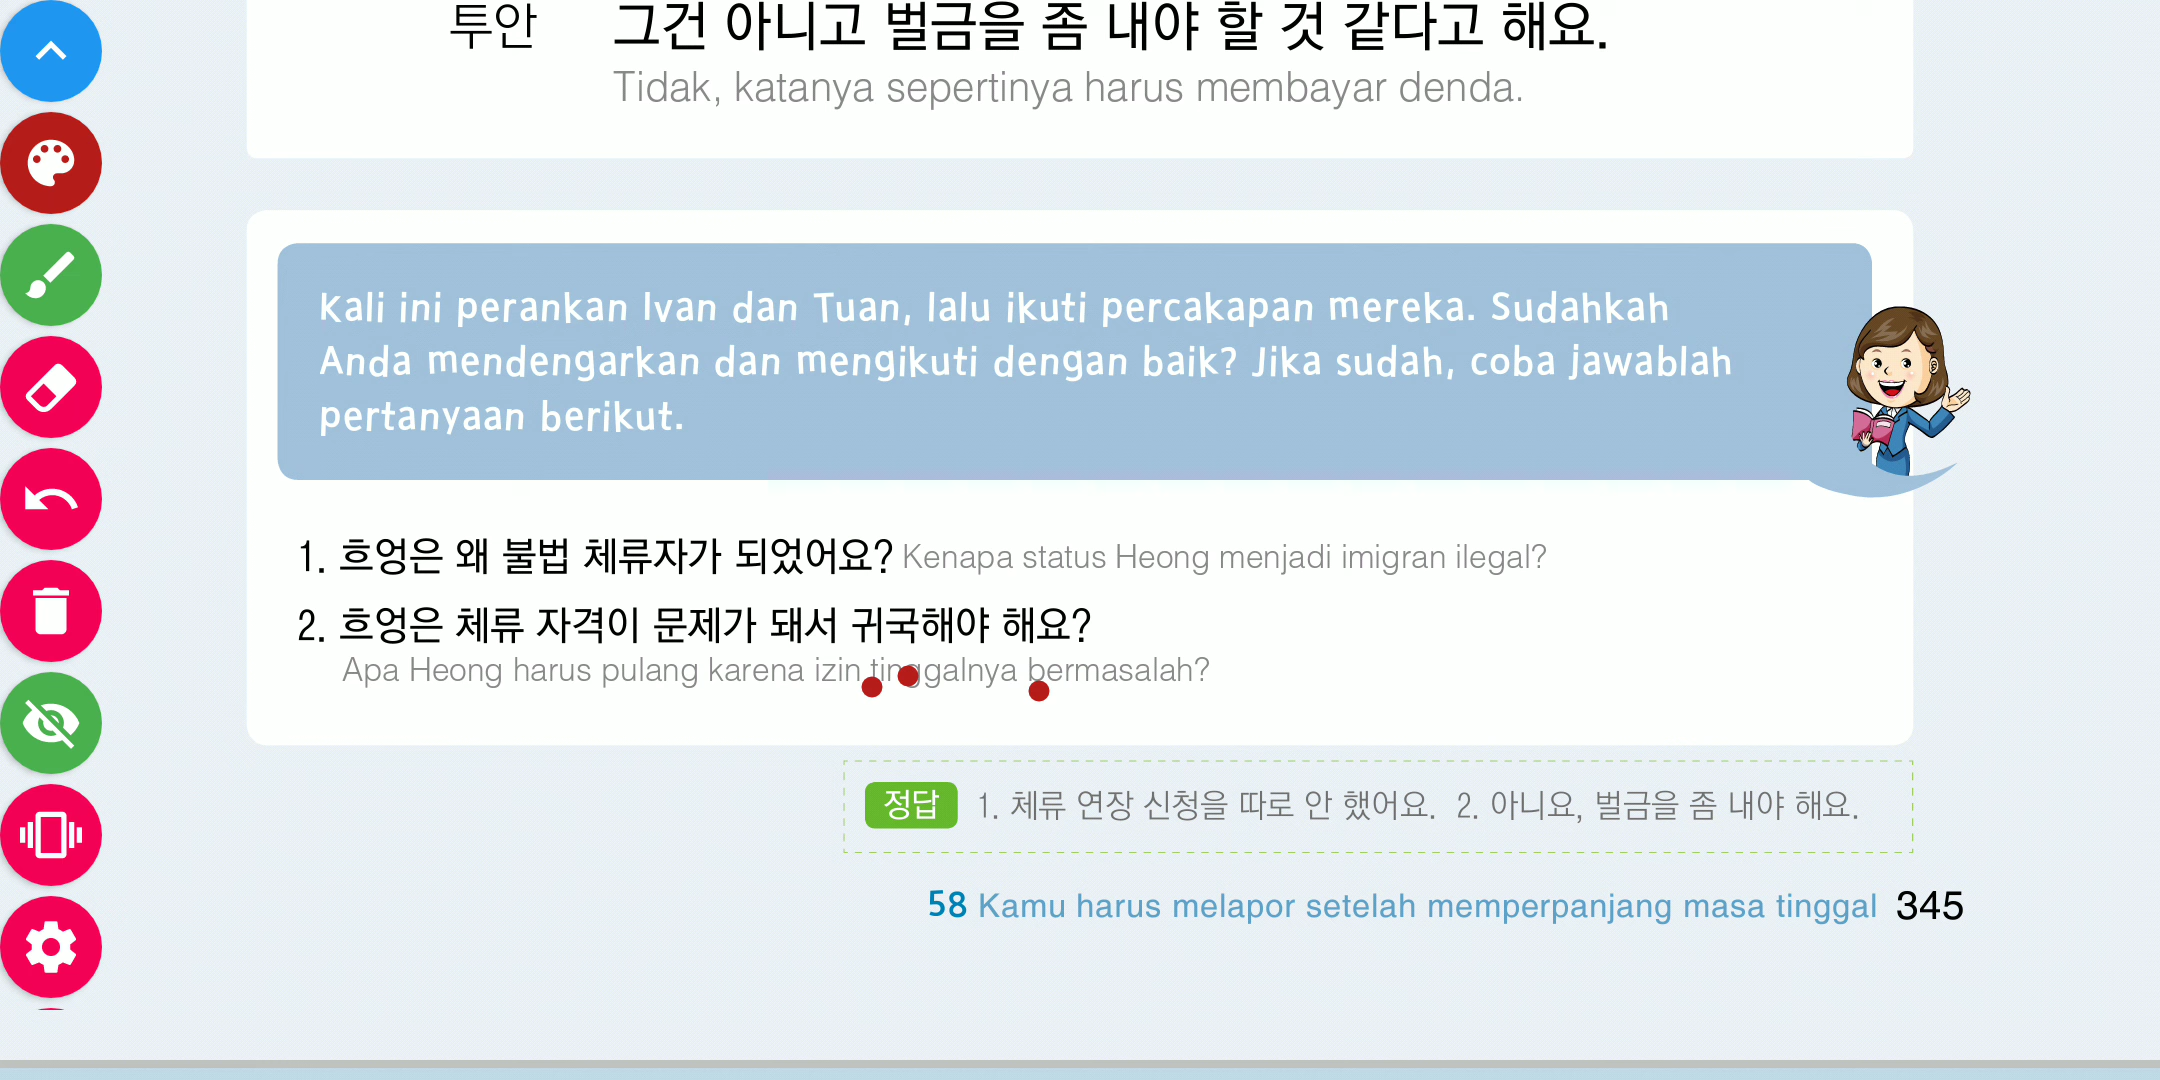 투안 그건 아니고 벌금을 좀 내야 할 것 같다고 해요.
Tidak, katanya sepertinya harus membayar denda.
Kali ini perankan Ivan dan Tuan, lalu ikuti percakapan mereka. Sudahkah
Anda mendengarkan dan mengikuti dengan baik? Jika sudah, coba jawablah
pertanyaan berikut.
1. 흐엉은 왜 불법 체류자가 되었어요? Kenapa status Heong menjadi imigran ilegal?
2. 흐엉은 체류 자격이 문제가 돼서 귀국해야 해요?
Apa Heong harus pulang karena izin tinggalnya bermasalah?
정답 1. 체류 연장 신청을 따로 안 했어요. 2. 아니요, 벌금을 좀 내야 해요.
58 Kamu harus melapor setelah memperpanjang masa tinggal 345